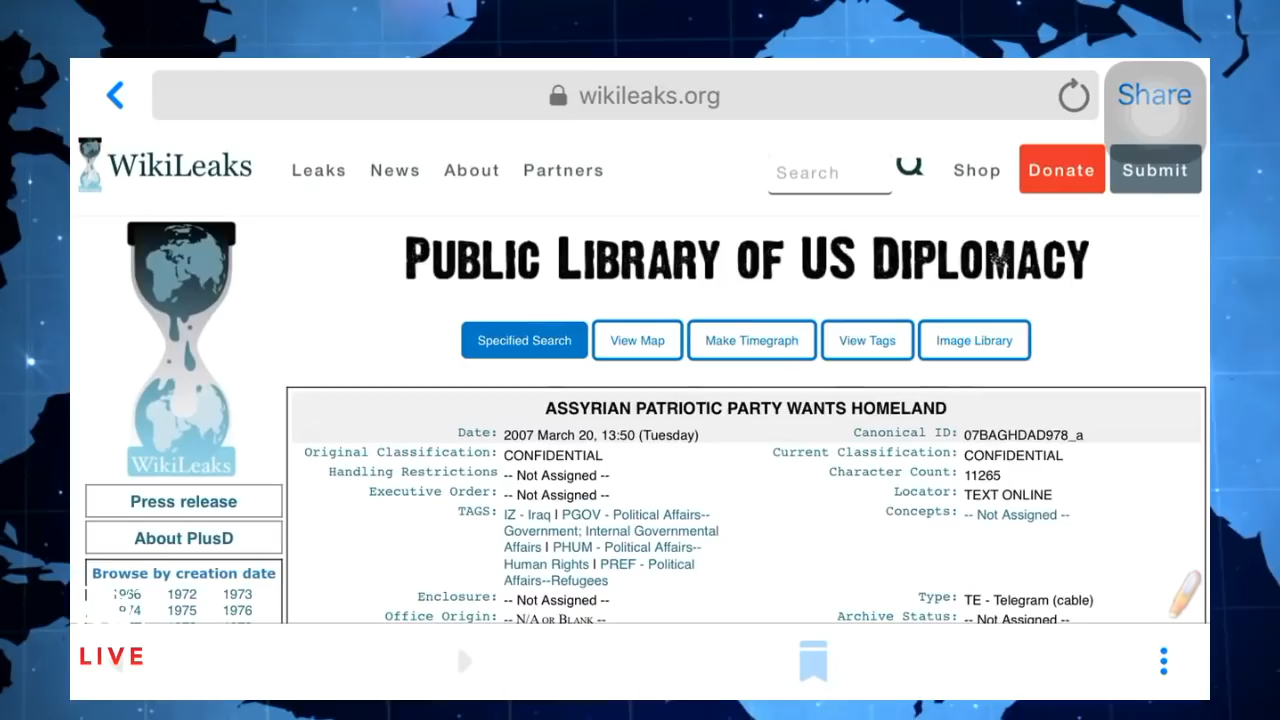 wikileaks.org
Share
WikiLeaks
Leaks News About Partners
Search
Shop
Donate
Submit
WikiLeaks
PUBLIC LIBRARY OF US DIPLOMACY
Specified Search View Map Make Timegraph View Tags Image Library
ASSYRIAN PATRIOTIC PARTY WANTS HOMELAND
Date: 2007 March 20, 13:50 (Tuesday)
Canonical ID: 07BAGHDAD978_a
Original Classification: CONFIDENTIAL
Current Classification: CONFIDENTIAL
Handling Restrictions -- Not Assigned --
Character Count: 11265
Executive Order: -- Not Assigned --
Locator: TEXT ONLINE
TAGS: IZ - Iraq | PGOV - Political Affairs--
Government; Internal Governmental
Affairs | PHUM - Political Affairs--
Human Rights | PREF - Political
Affairs--Refugees
Concepts: -- Not Assigned --
Enclosure: -- Not Assigned --
Type: TE - Telegram (cable)
Office Origin: -- N/A or Blank --
Archive Status: -- Not Assigned --
Press release
About PlusD
Browse by creation date
1966 1972 1973
1975 1976
LIVE